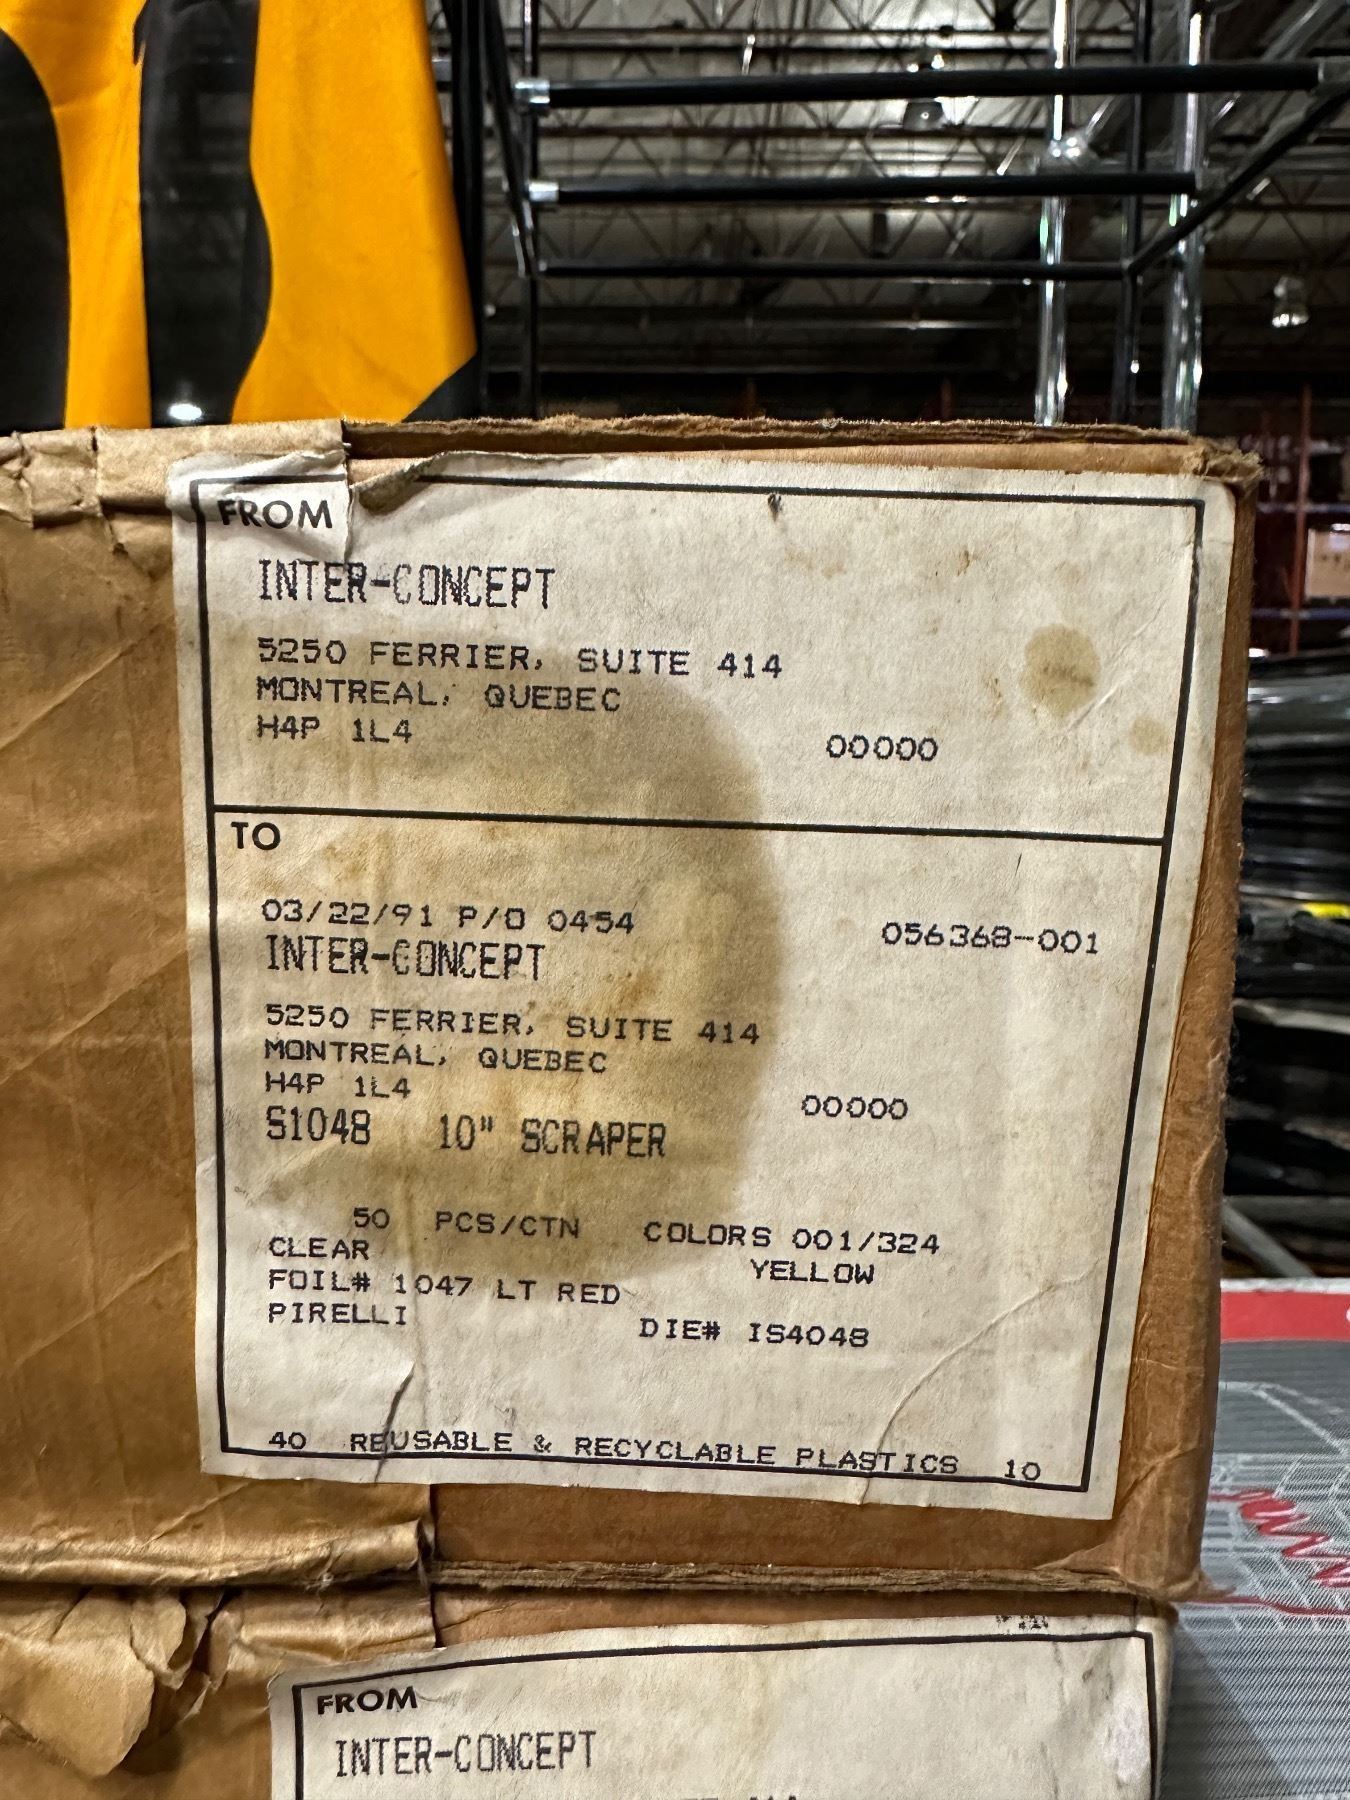 FROM
INTER-CONCEPT
5250 FERRIER, SUITE 414
MONTREAL, QUEBEC
H4P 1L4
00000
TO
03/22/91 P/O 0454 056368-001
INTER-CONCEPT
5250 FERRIER, SUITE 414
MONTREAL, QUEBEC
H4P 1L4
00000
S1048 10" SCRAPER
50 PCS/CTN COLORS 001/324
CLEAR YELLOW
FOIL# 1047 LT RED
PIRELLI DIE# IS4048
40 REUSABLE & RECYCLABLE PLASTICS 10
FROM
INTER-CONCEPT